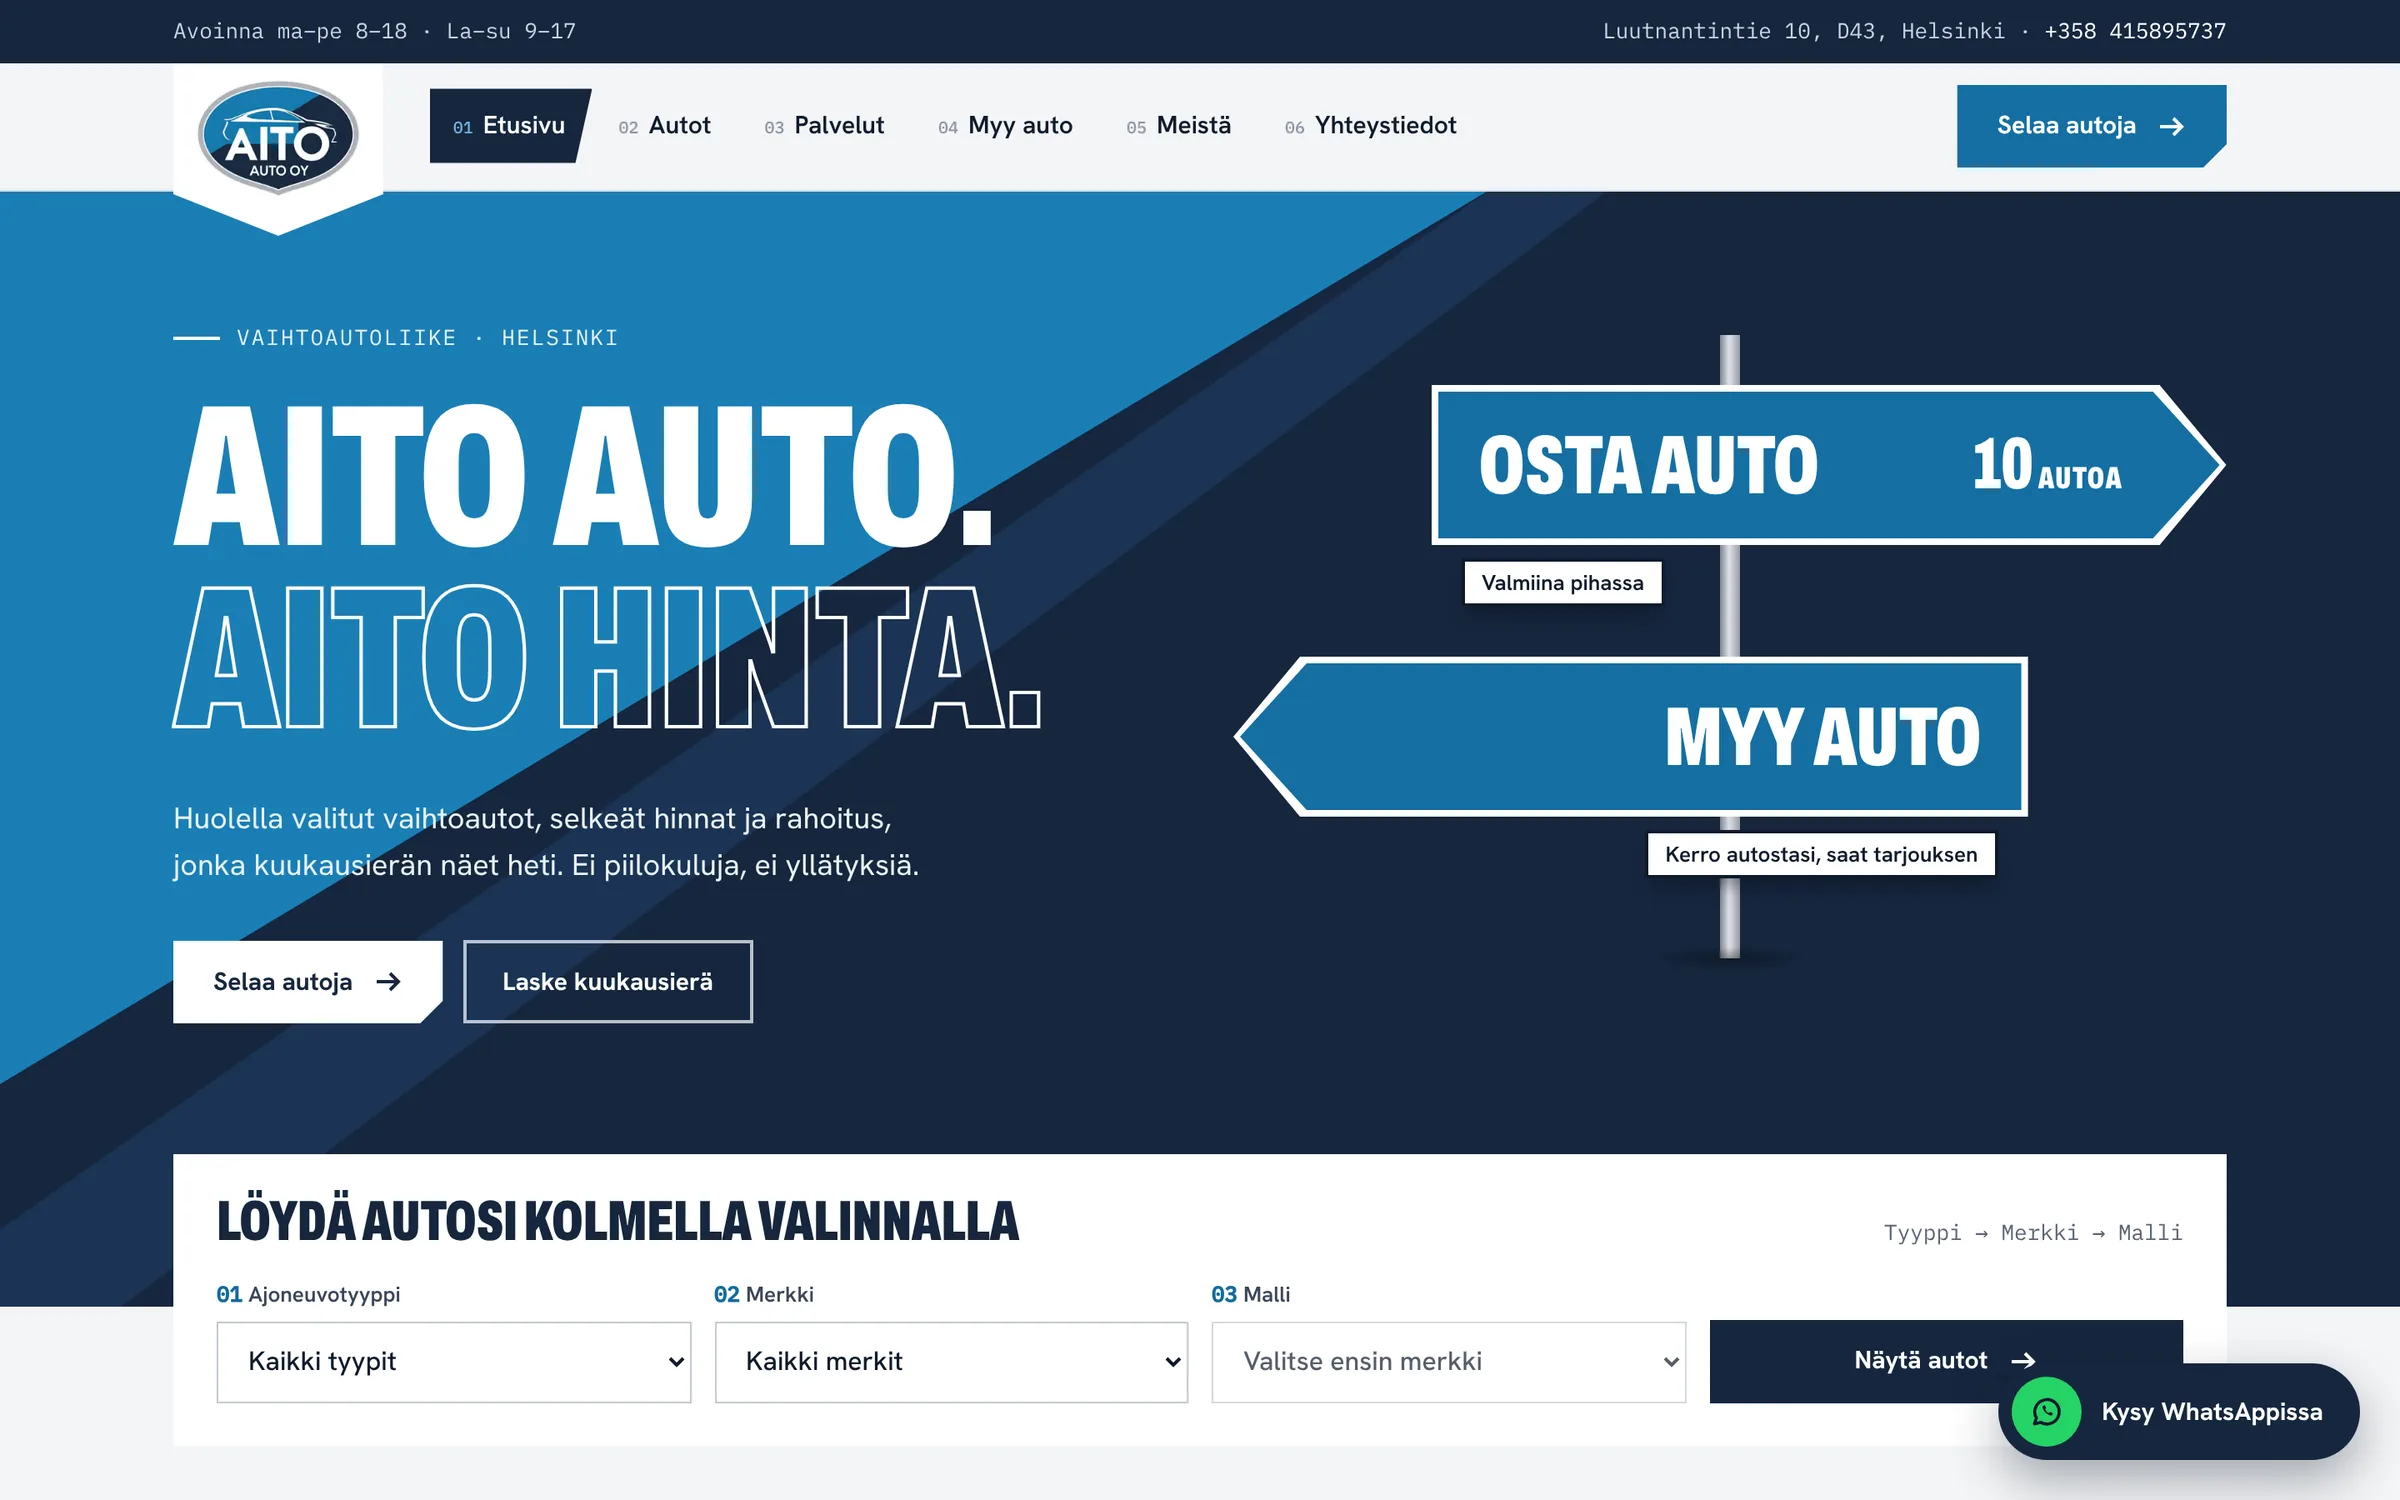 Avoinna ma–pe 8–18 · La–su 9–17
Luutnantintie 10, D43, Helsinki · +358 415895737
AITO
AUTO OY
01 Etusivu
02 Autot
03 Palvelut
04 Myy auto
05 Meistä
06 Yhteystiedot
Selaa autoja →
VAIHTOAUTOLIIKE · HELSINKI
AITO AUTO.
AITO HINTA.
Huolella valitut vaihtoautot, selkeät hinnat ja rahoitus,
jonka kuukausierän näet heti. Ei piilokuluja, ei yllätyksiä.
Selaa autoja →
Laske kuukausierä
OSTA AUTO 10 AUTOA
Valmiina pihassa
MYY AUTO
Kerro autostasi, saat tarjouksen
LÖYDÄ AUTOSI KOLMELLA VALINNALLA
Tyyppi → Merkki → Malli
01 Ajoneuvotyyppi
Kaikki tyypit
02 Merkki
Kaikki merkit
03 Malli
Valitse ensin merkki
Näytä autot →
Kysy WhatsAppissa